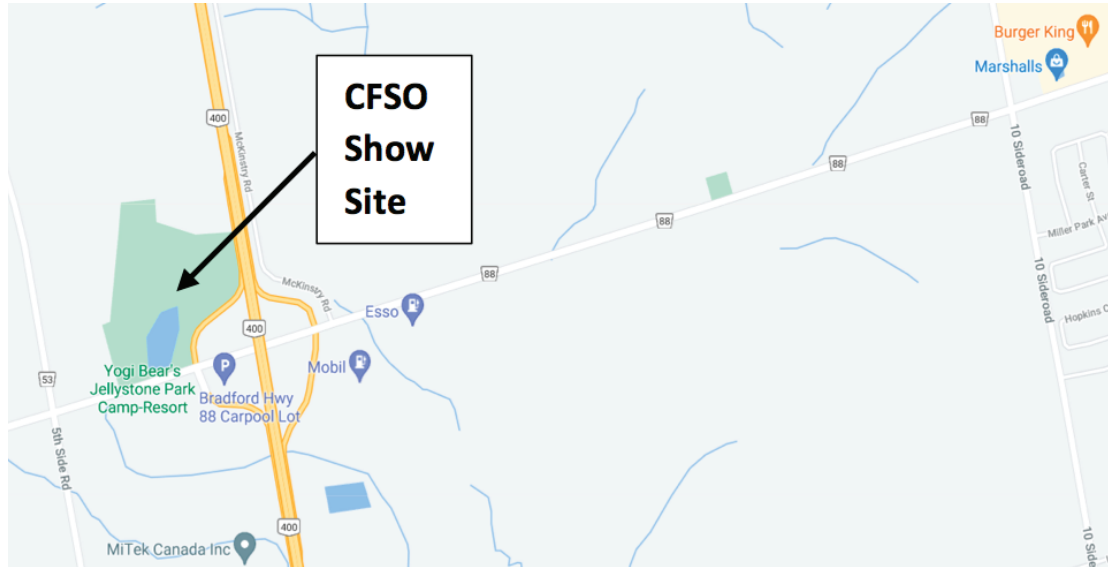 Burger King
Marshalls
CFSO
Show
Site
400
McKinstry Rd
88
10 Sideroad
88
Carter St
88
Miller Park Av
88
McKinstry Rd
10 Sideroad
Esso
Hopkins C
400
Mobil
Yogi Bear's
Jellystone Park
Camp-Resort
P
Bradford Hwy
88 Carpool Lot
53
5th Side Rd
400
10 Side
MiTek Canada Inc